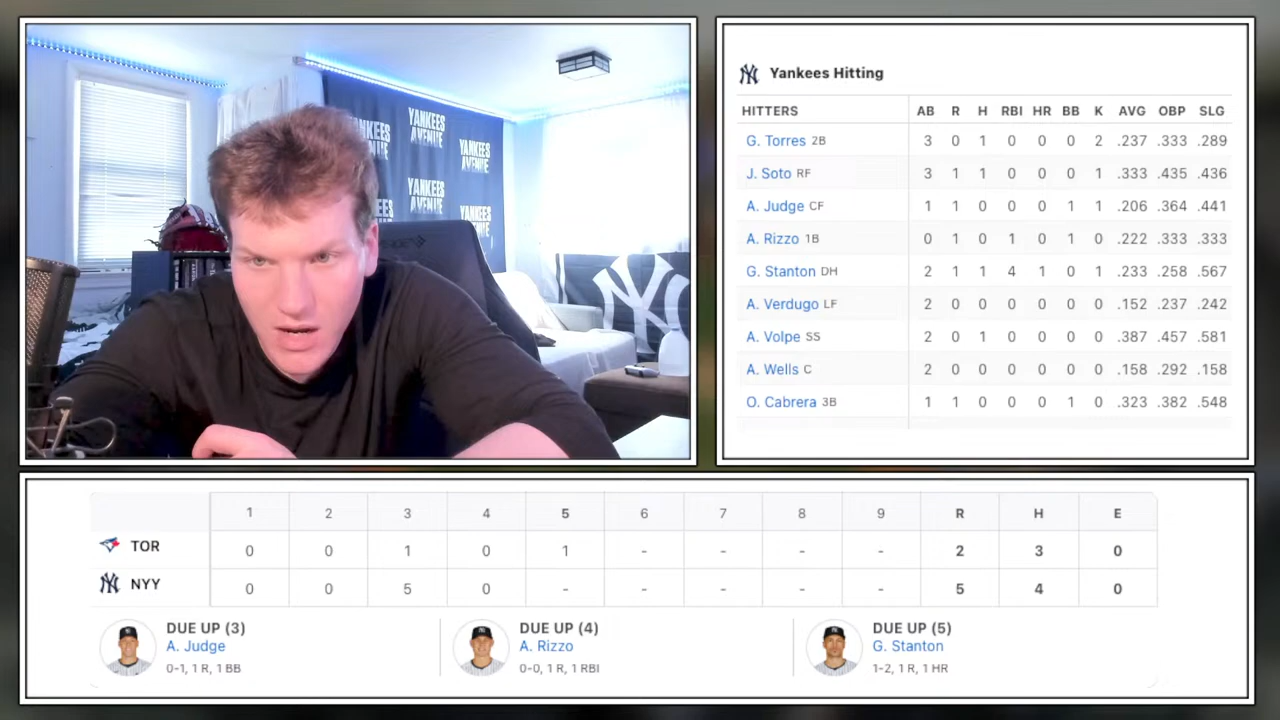 YANKEES AVENUE
YANKEES AVENUE
YANKEES AVENUE
YANKEES AVENUE
Yankees Hitting
HITTERS AB R H RBI HR BB K AVG OBP SLG
G. Torres 2B 3 0 1 0 0 0 2 .237 .333 .289
J. Soto RF 3 1 1 0 0 0 1 .333 .435 .436
A. Judge CF 1 1 0 0 0 1 1 .206 .364 .441
A. Rizzo 1B 0 1 0 1 0 1 0 .222 .333 .333
G. Stanton DH 2 1 1 4 1 0 1 .233 .258 .567
A. Verdugo LF 2 0 0 0 0 0 0 .152 .237 .242
A. Volpe SS 2 0 1 0 0 0 0 .387 .457 .581
A. Wells C 2 0 0 0 0 0 0 .158 .292 .158
O. Cabrera 3B 1 1 0 0 0 1 0 .323 .382 .548
1 2 3 4 5 6 7 8 9 R H E
TOR 0 0 1 0 1 - - - - 2 3 0
NYY 0 0 5 0 - - - - - 5 4 0
DUE UP (3) DUE UP (4) DUE UP (5)
A. Judge A. Rizzo G. Stanton
0-1, 1 R, 1 BB 0-0, 1 R, 1 RBI 1-2, 1 R, 1 HR